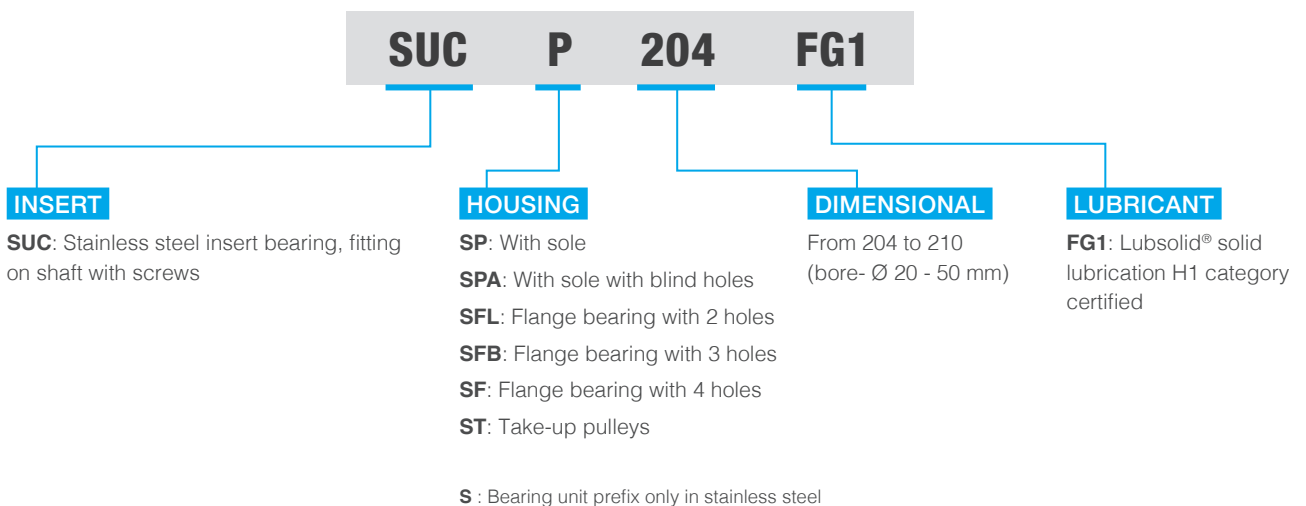 SUC P 204 FG1
INSERT
SUC: Stainless steel insert bearing, fitting
on shaft with screws
HOUSING
SP: With sole
SPA: With sole with blind holes
SFL: Flange bearing with 2 holes
SFB: Flange bearing with 3 holes
SF: Flange bearing with 4 holes
ST: Take-up pulleys
S : Bearing unit prefix only in stainless steel
DIMENSIONAL
From 204 to 210
(bore- Ø 20 - 50 mm)
LUBRICANT
FG1: Lubsolid® solid
lubrication H1 category
certified